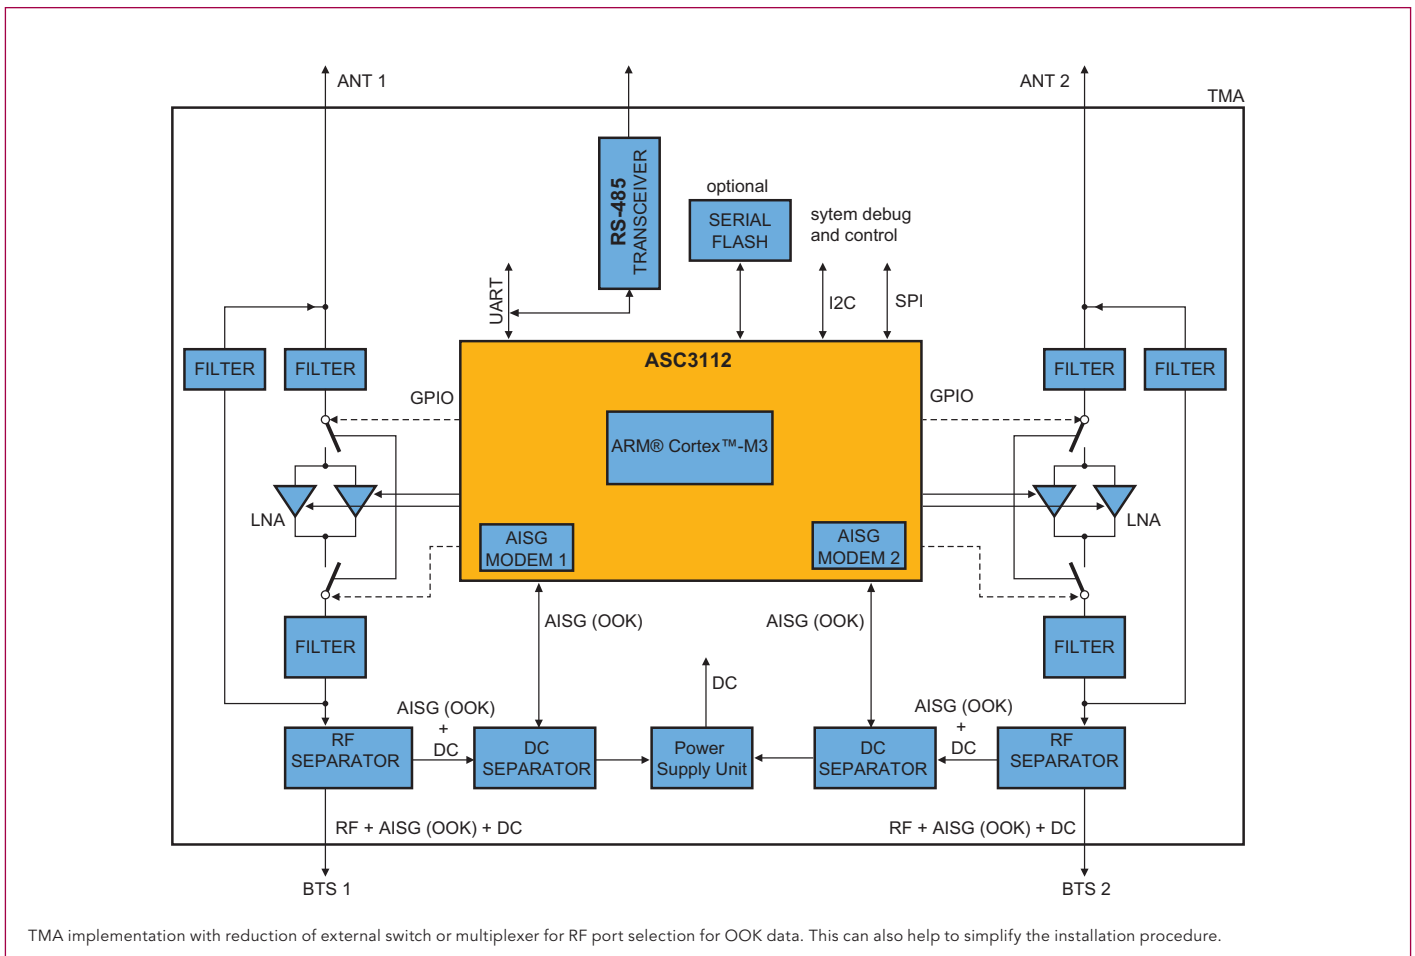 ANT 1
ANT 2
TMA
RS-485
TRANSCEIVER
optional
SERIAL
FLASH
sytem debug
and control
UART
I2C
SPI
FILTER
FILTER
FILTER
FILTER
ASC3112
GPIO
GPIO
ARM® Cortex™-M3
LNA
LNA
AISG
MODEM 1
AISG
MODEM 2
FILTER
FILTER
AISG (OOK)
AISG (OOK)
DC
AISG (OOK)
+
DC
AISG (OOK)
+
DC
RF
SEPARATOR
DC
SEPARATOR
Power
Supply Unit
DC
SEPARATOR
RF
SEPARATOR
RF + AISG (OOK) + DC
RF + AISG (OOK) + DC
BTS 1
BTS 2
TMA implementation with reduction of external switch or multiplexer for RF port selection for OOK data. This can also help to simplify the installation procedure.